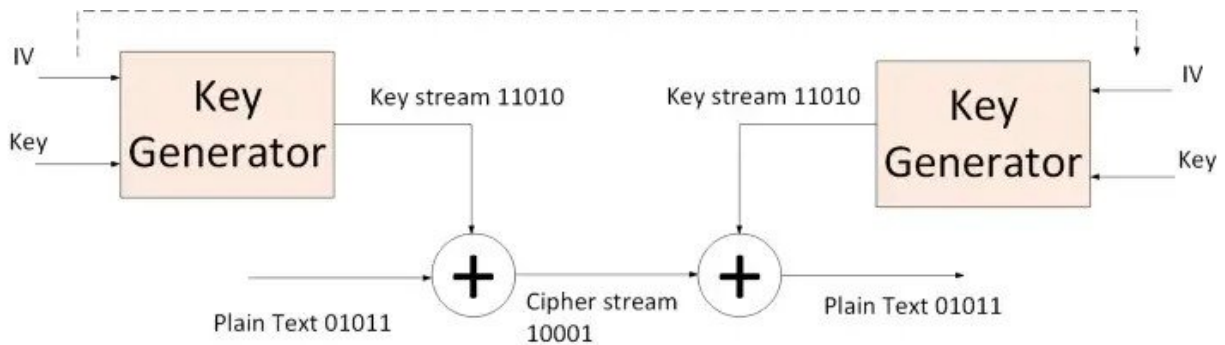 IV
Key
Key
Generator
Key stream 11010
Key stream 11010
Key
Generator
IV
Key
Plain Text 01011
Cipher stream
10001
Plain Text 01011